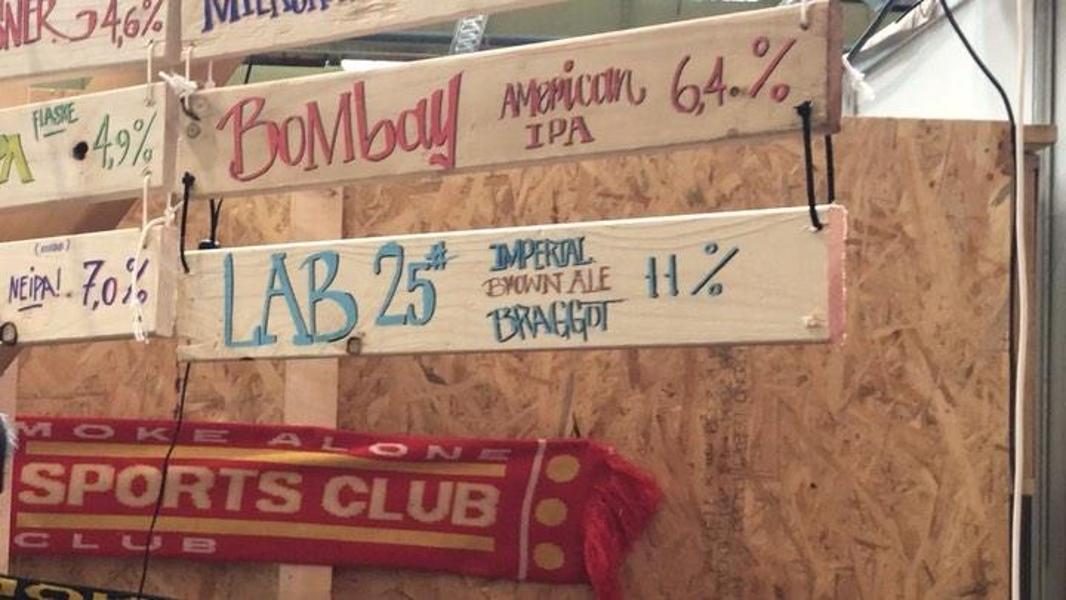 4,6%
FLASKE
4,9%
NEIPA! 7,0%
BOMbay AMErican IPA 6,4.%
LAB 25# IMPERIAL BROWN ALE BRAGGOT 11%
MOKE ALONE
SPORTS CLUB
CLUB